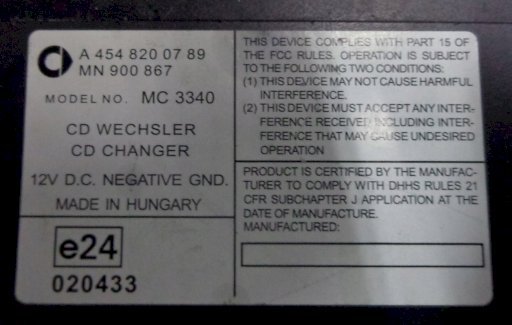 A 454 820 07 89
MN 900 867
MODEL NO. MC 3340
CD WECHSLER
CD CHANGER
12V D.C. NEGATIVE GND.
MADE IN HUNGARY
e24
020433
THIS DEVICE COMPLIES WITH PART 15 OF
THE FCC RULES. OPERATION IS SUBJECT
TO THE FOLLOWING TWO CONDITIONS:
(1) THIS DEVICE MAY NOT CAUSE HARMFUL
INTERFERENCE.
(2) THIS DEVICE MUST ACCEPT ANY INTER-
FERENCE RECEIVED, INCLUDING INTER-
FERENCE THAT MAY CAUSE UNDESIRED
OPERATION
PRODUCT IS CERTIFIED BY THE MANUFAC-
TURER TO COMPLY WITH DHHS RULES 21
CFR SUBCHAPTER J APPLICATION AT THE
DATE OF MANUFACTURE.
MANUFACTURED: